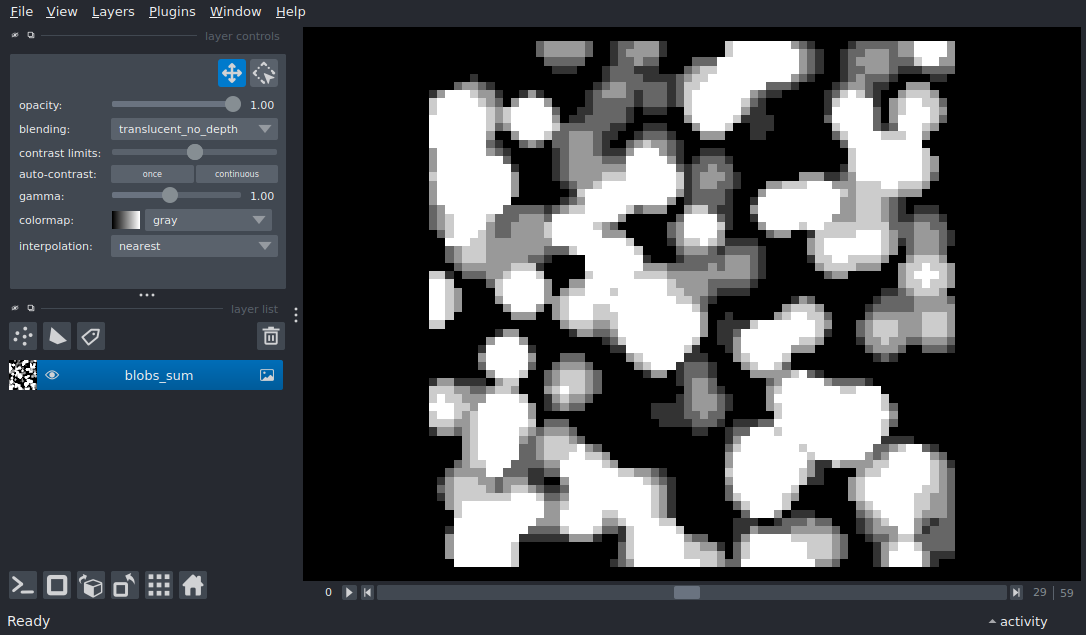 File View Layers Plugins Window Help
layer controls
opacity: 1.00
blending: translucent_no_depth
contrast limits:
auto-contrast: once continuous
gamma: 1.00
colormap: gray
interpolation: nearest
layer list
blobs_sum
0 29 59
Ready activity